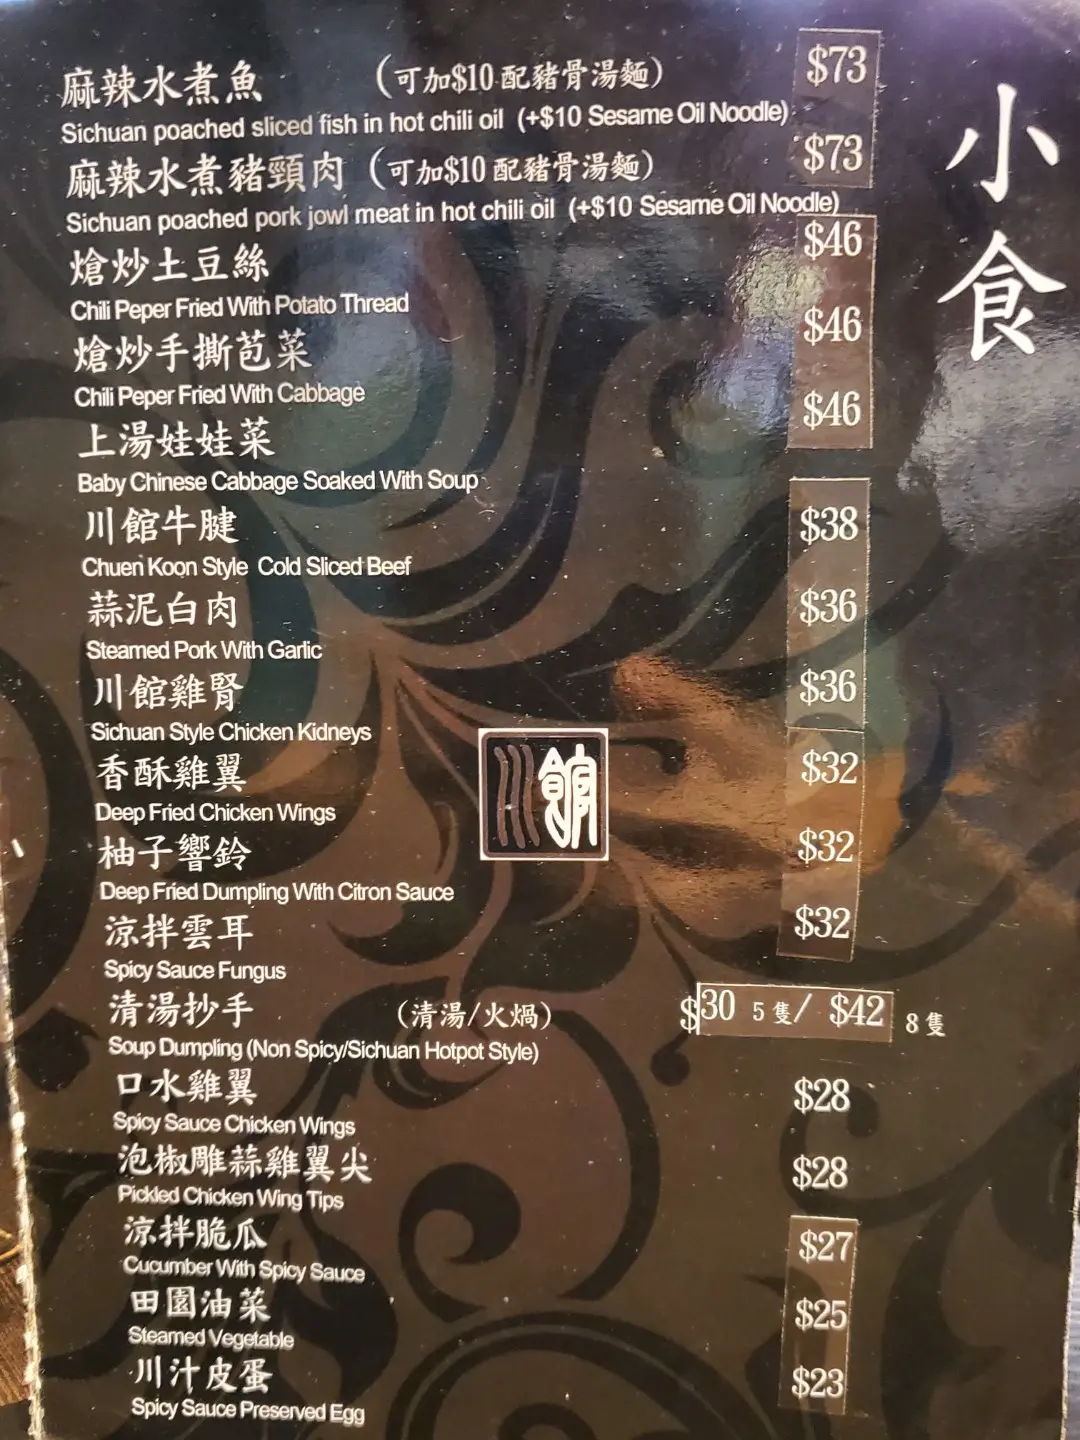 小食
麻辣水煮魚 (可加$10 配豬骨湯麵) $73
Sichuan poached sliced fish in hot chili oil (+$10 Sesame Oil Noodle)
麻辣水煮豬頸肉 (可加$10 配豬骨湯麵) $73
Sichuan poached pork jowl meat in hot chili oil (+$10 Sesame Oil Noodle)
熗炒土豆絲 $46
Chili Peper Fried With Potato Thread
熗炒手撕苞菜 $46
Chili Peper Fried With Cabbage
上湯娃娃菜 $46
Baby Chinese Cabbage Soaked With Soup
川館牛腱 $38
Chuen Koon Style Cold Sliced Beef
蒜泥白肉 $36
Steamed Pork With Garlic
川館雞腎 $36
Sichuan Style Chicken Kidneys
香酥雞翼 $32
Deep Fried Chicken Wings
川館
柚子響鈴 $32
Deep Fried Dumpling With Citron Sauce
涼拌雲耳 $32
Spicy Sauce Fungus
清湯抄手 (清湯/火煱) $30 5隻/ $42 8隻
Soup Dumpling (Non Spicy/Sichuan Hotpot Style)
口水雞翼 $28
Spicy Sauce Chicken Wings
泡椒雕蒜雞翼尖 $28
Pickled Chicken Wing Tips
涼拌脆瓜 $27
Cucumber With Spicy Sauce
田園油菜 $25
Steamed Vegetable
川汁皮蛋 $23
Spicy Sauce Preserved Egg